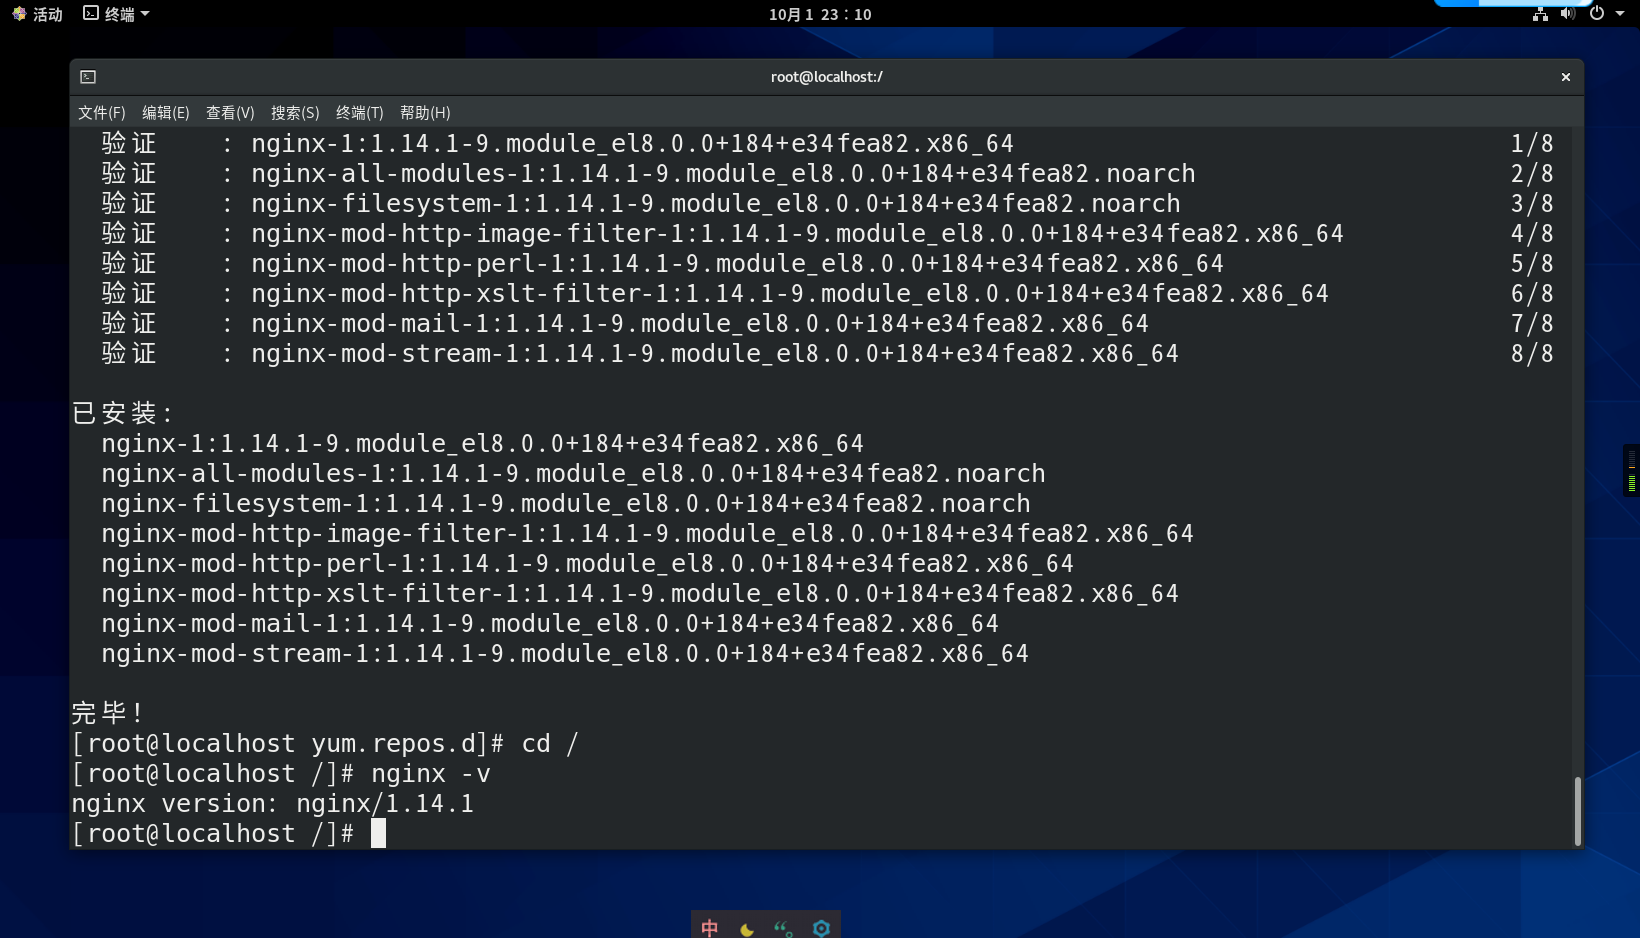 活动 终端
10月 1 23：10
root@localhost:/
文件(F) 编辑(E) 查看(V) 搜索(S) 终端(T) 帮助(H)
验证 : nginx-1:1.14.1-9.module_el8.0.0+184+e34fea82.x86_64 1/8
验证 : nginx-all-modules-1:1.14.1-9.module_el8.0.0+184+e34fea82.noarch 2/8
验证 : nginx-filesystem-1:1.14.1-9.module_el8.0.0+184+e34fea82.noarch 3/8
验证 : nginx-mod-http-image-filter-1:1.14.1-9.module_el8.0.0+184+e34fea82.x86_64 4/8
验证 : nginx-mod-http-perl-1:1.14.1-9.module_el8.0.0+184+e34fea82.x86_64 5/8
验证 : nginx-mod-http-xslt-filter-1:1.14.1-9.module_el8.0.0+184+e34fea82.x86_64 6/8
验证 : nginx-mod-mail-1:1.14.1-9.module_el8.0.0+184+e34fea82.x86_64 7/8
验证 : nginx-mod-stream-1:1.14.1-9.module_el8.0.0+184+e34fea82.x86_64 8/8
已安装:
nginx-1:1.14.1-9.module_el8.0.0+184+e34fea82.x86_64
nginx-all-modules-1:1.14.1-9.module_el8.0.0+184+e34fea82.noarch
nginx-filesystem-1:1.14.1-9.module_el8.0.0+184+e34fea82.noarch
nginx-mod-http-image-filter-1:1.14.1-9.module_el8.0.0+184+e34fea82.x86_64
nginx-mod-http-perl-1:1.14.1-9.module_el8.0.0+184+e34fea82.x86_64
nginx-mod-http-xslt-filter-1:1.14.1-9.module_el8.0.0+184+e34fea82.x86_64
nginx-mod-mail-1:1.14.1-9.module_el8.0.0+184+e34fea82.x86_64
nginx-mod-stream-1:1.14.1-9.module_el8.0.0+184+e34fea82.x86_64
完毕!
[root@localhost yum.repos.d]# cd /
[root@localhost /]# nginx -v
nginx version: nginx/1.14.1
[root@localhost /]#
中